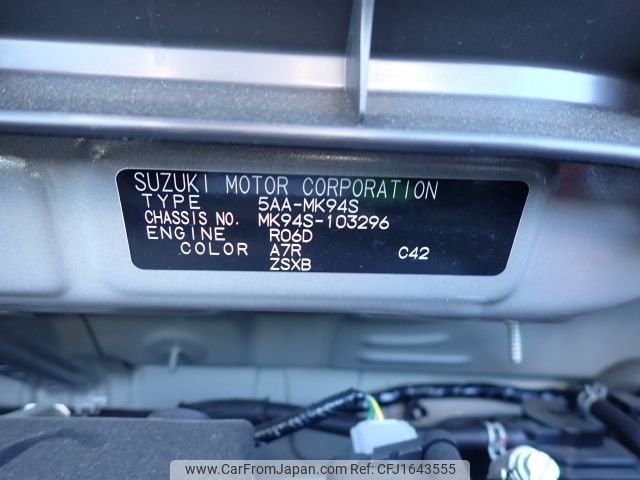 SUZUKI MOTOR CORPORATION
TYPE 5AA-MK94S
CHASSIS NO. MK94S-103296
ENGINE R06D
COLOR A7R C42
ZSXB
www.CarFromJapan.com - CFJ1643555